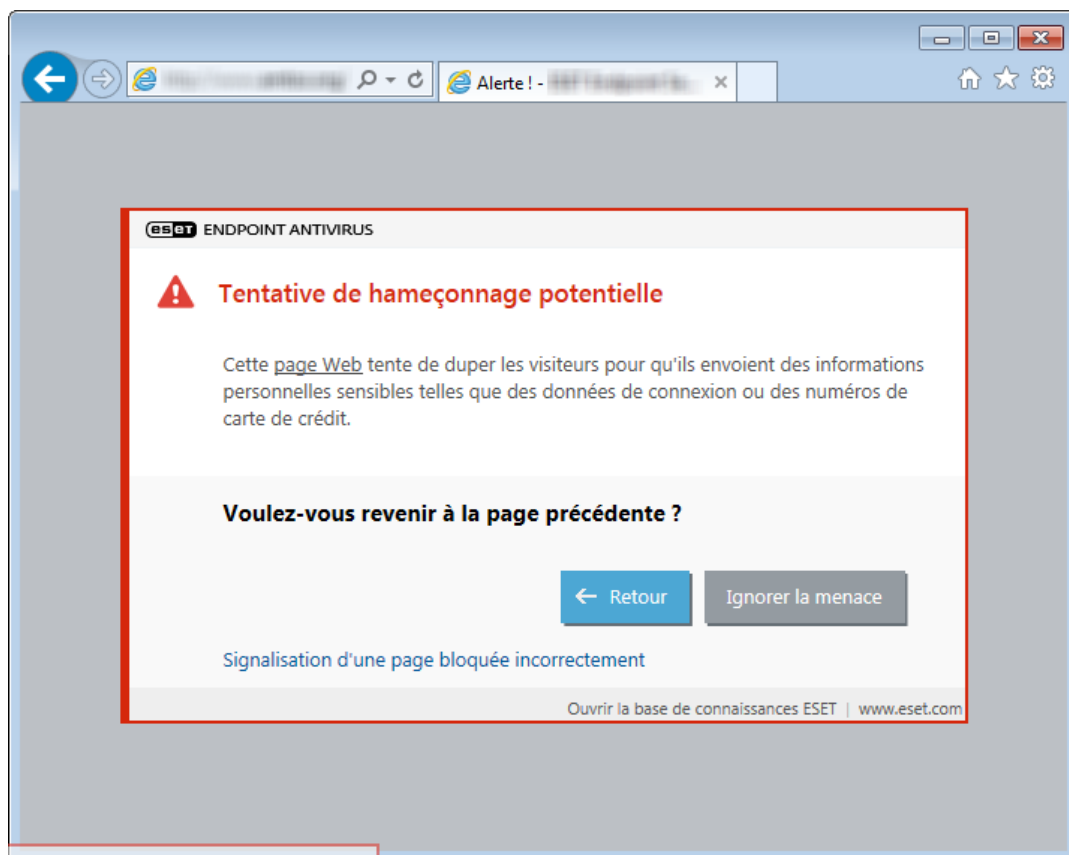 Alerte ! -
eset ENDPOINT ANTIVIRUS
Tentative de hameçonnage potentielle
Cette page Web tente de duper les visiteurs pour qu'ils envoient des informations
personnelles sensibles telles que des données de connexion ou des numéros de
carte de crédit.
Voulez-vous revenir à la page précédente ?
Retour
Ignorer la menace
Signalisation d'une page bloquée incorrectement
Ouvrir la base de connaissances ESET | www.eset.com